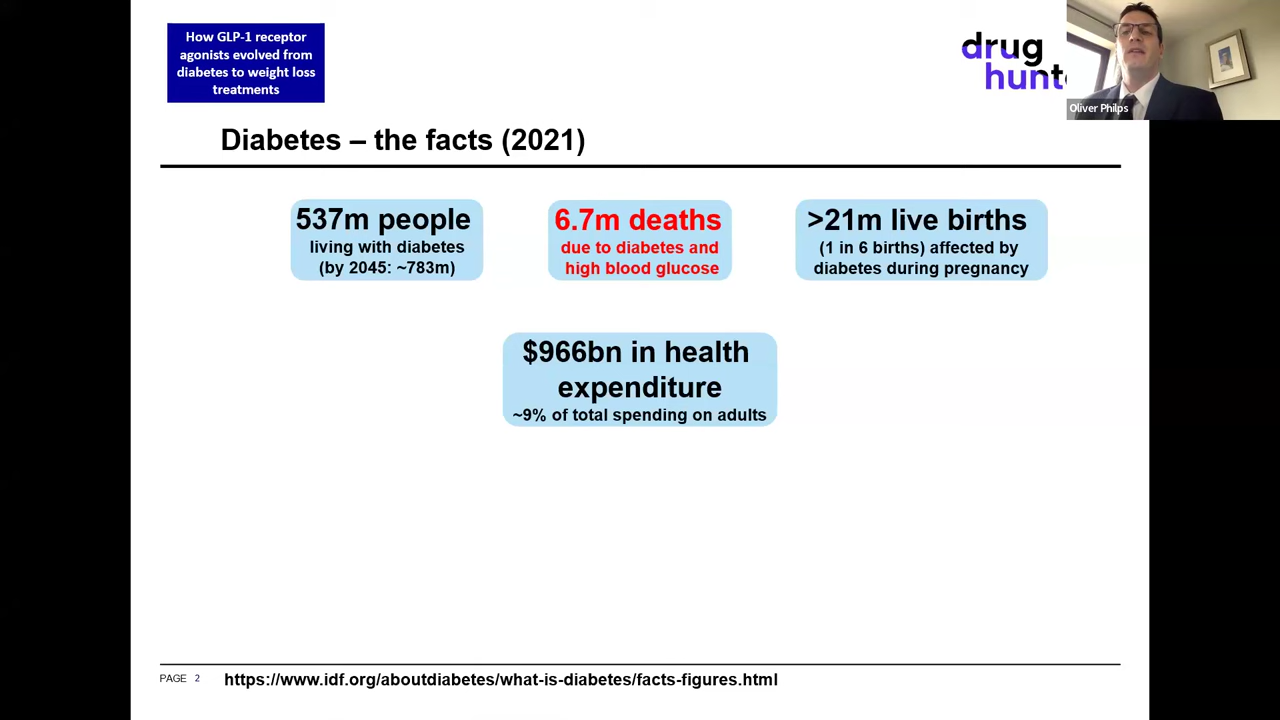 How GLP-1 receptor
agonists evolved from
diabetes to weight loss
treatments
drug
hunt
Oliver Philps
Diabetes – the facts (2021)
537m people
living with diabetes
(by 2045: ~783m)
6.7m deaths
due to diabetes and
high blood glucose
>21m live births
(1 in 6 births) affected by
diabetes during pregnancy
$966bn in health
expenditure
~9% of total spending on adults
PAGE 2
https://www.idf.org/aboutdiabetes/what-is-diabetes/facts-figures.html